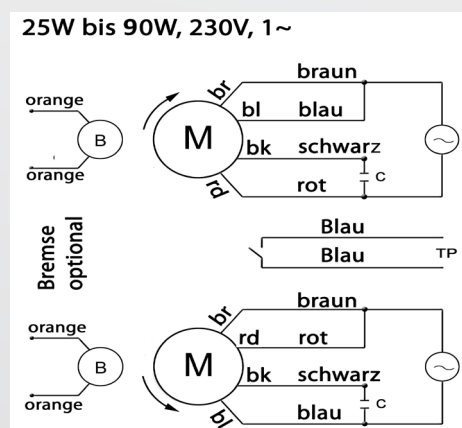 25W bis 90W, 230V, 1~
br braun
orange
bl blau
B
M
bk schwarz
C
orange
rd rot
Blau
Bremse optional
Blau
TP
br braun
orange
rd rot
B
M
bk schwarz
C
orange
bl blau